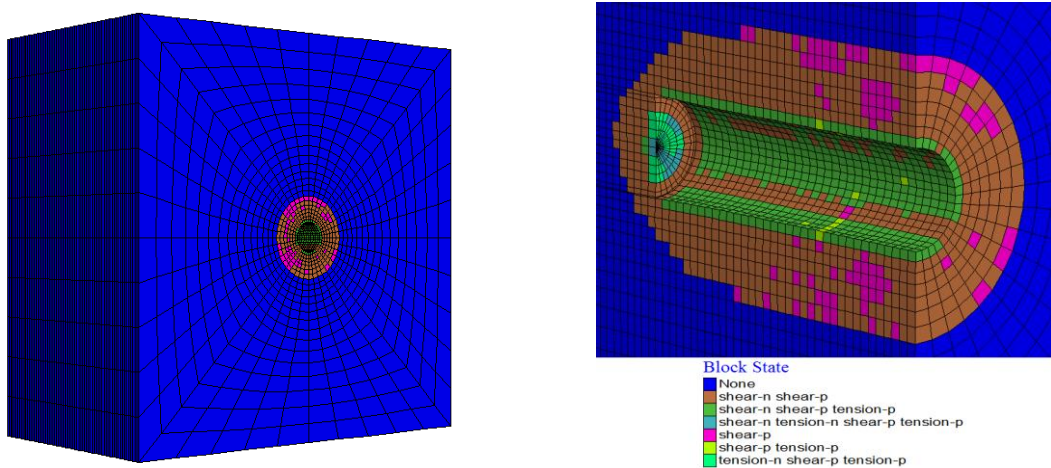 Block State
None
shear-n shear-p
shear-n shear-p tension-p
shear-n tension-n shear-p tension-p
shear-p
shear-p tension-p
tension-n shear-p tension-p